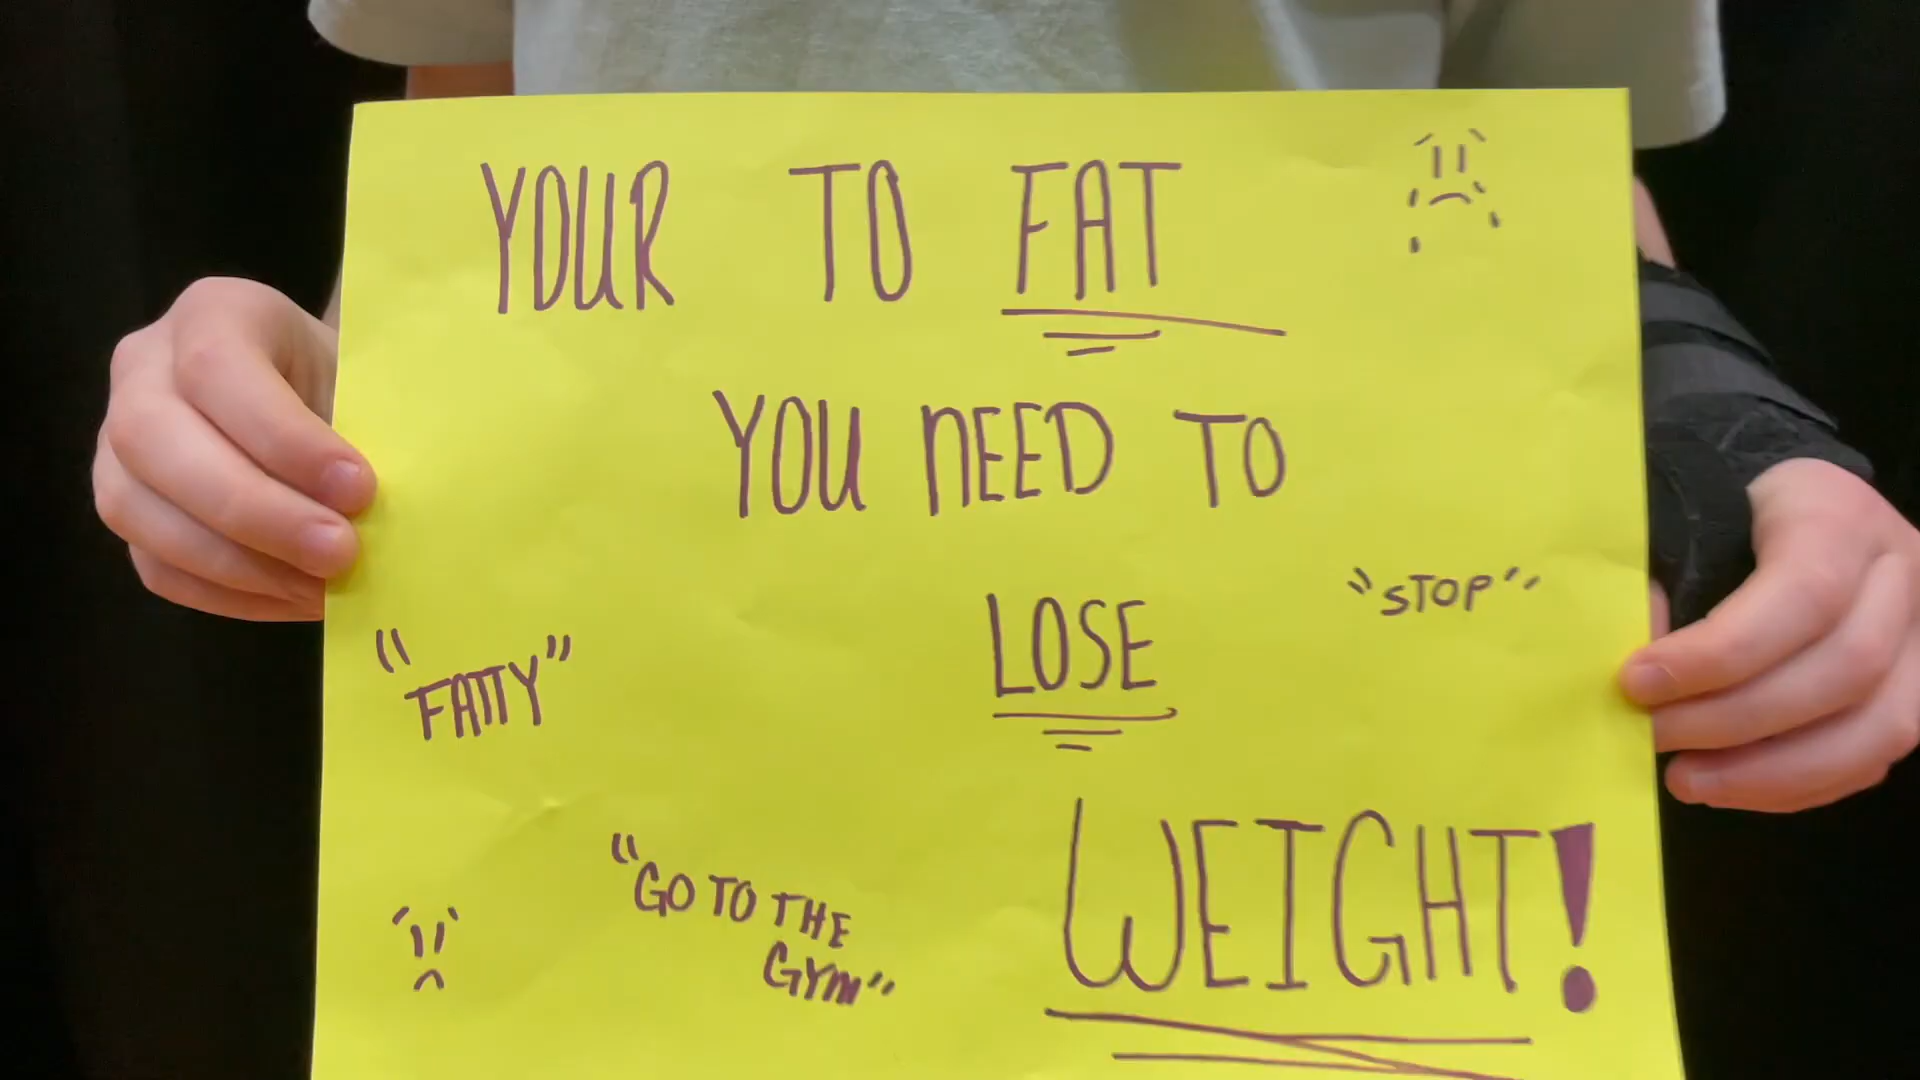 YOUR TO FAT
YOU NEED TO
LOSE
"STOP"
"FATTY"
WEIGHT!
"GO TO THE
GYM"